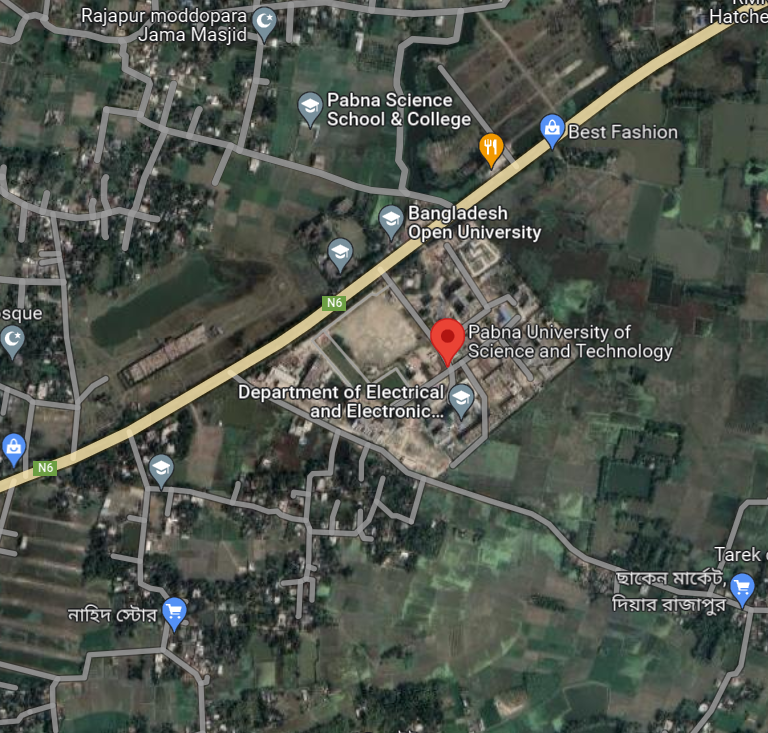 Rajapur moddopara
Jama Masjid
Hatche
Pabna Science
School & College
Best Fashion
Bangladesh
Open University
N6
osque
Pabna University of
Science and Technology
Department of Electrical
and Electronic...
N6
Tarek
ছাকেন মার্কেট,
দিয়ার রাজাপুর
নাহিদ স্টোর